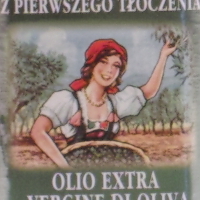 Z PIERWSZEGO TŁOCZENIA
OLIO EXTRA
VERGINE DI OLIVA